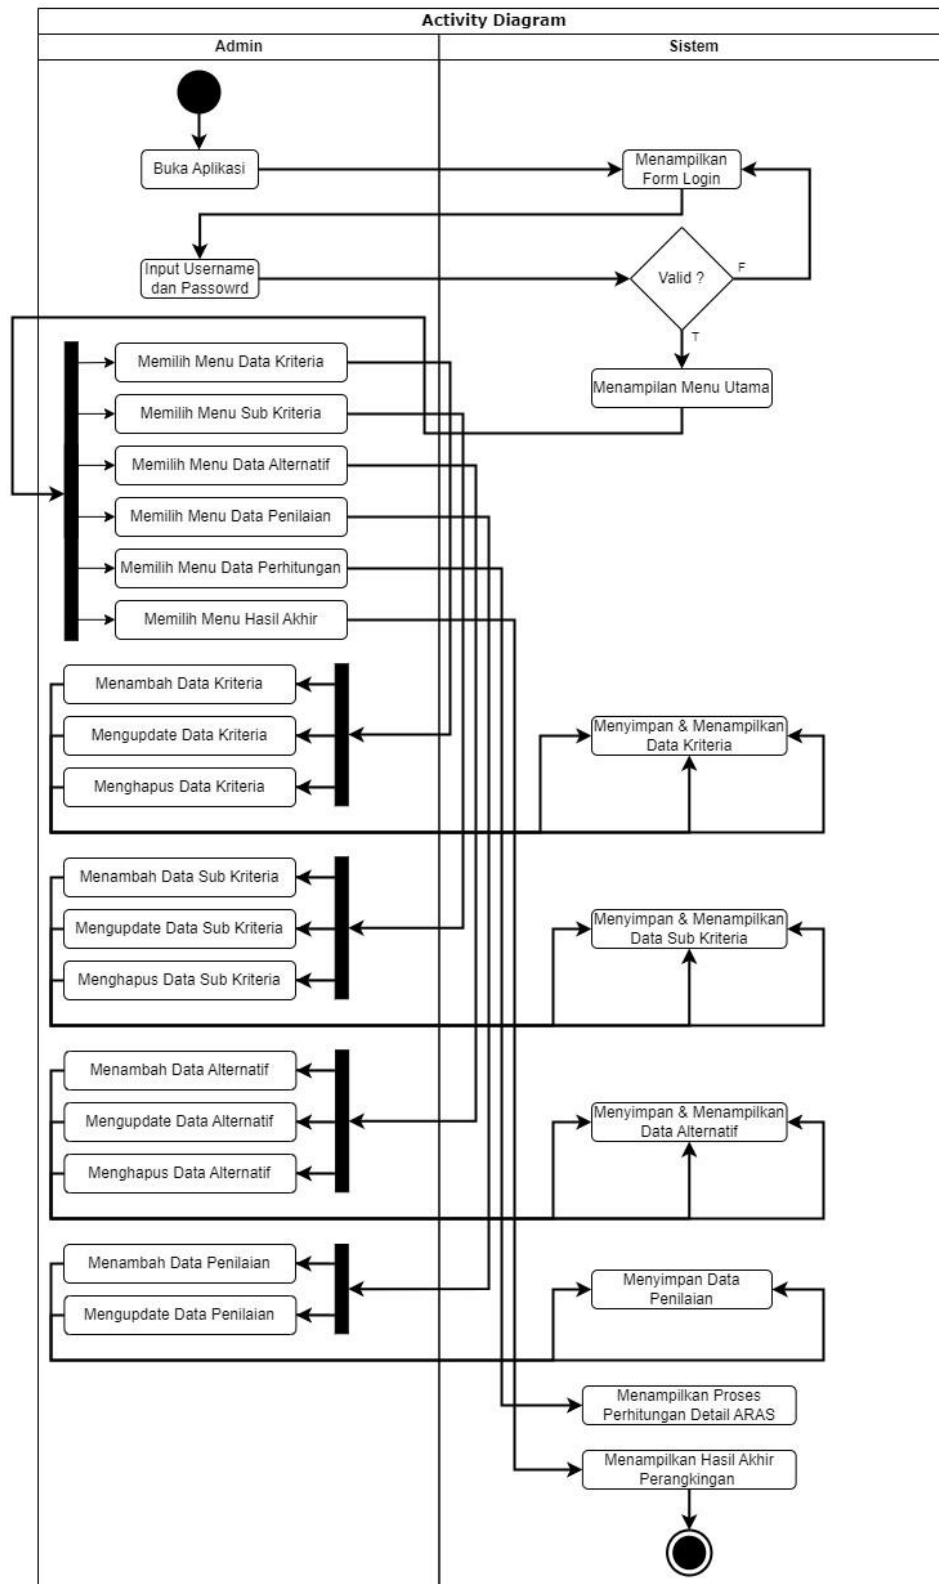 Activity Diagram
Admin
Sistem
Buka Aplikasi
Menampilkan
Form Login
Input Username
dan Passowrd
Valid ?
F
T
Menampilan Menu Utama
Memilih Menu Data Kriteria
Memilih Menu Sub Kriteria
Memilih Menu Data Alternatif
Memilih Menu Data Penilaian
Memilih Menu Data Perhitungan
Memilih Menu Hasil Akhir
Menambah Data Kriteria
Mengupdate Data Kriteria
Menghapus Data Kriteria
Menyimpan & Menampilkan
Data Kriteria
Menambah Data Sub Kriteria
Mengupdate Data Sub Kriteria
Menghapus Data Sub Kriteria
Menyimpan & Menampilkan
Data Sub Kriteria
Menambah Data Alternatif
Mengupdate Data Alternatif
Menghapus Data Alternatif
Menyimpan & Menampilkan
Data Alternatif
Menambah Data Penilaian
Mengupdate Data Penilaian
Menyimpan Data
Penilaian
Menampilkan Proses
Perhitungan Detail ARAS
Menampilkan Hasil Akhir
Perangkingan